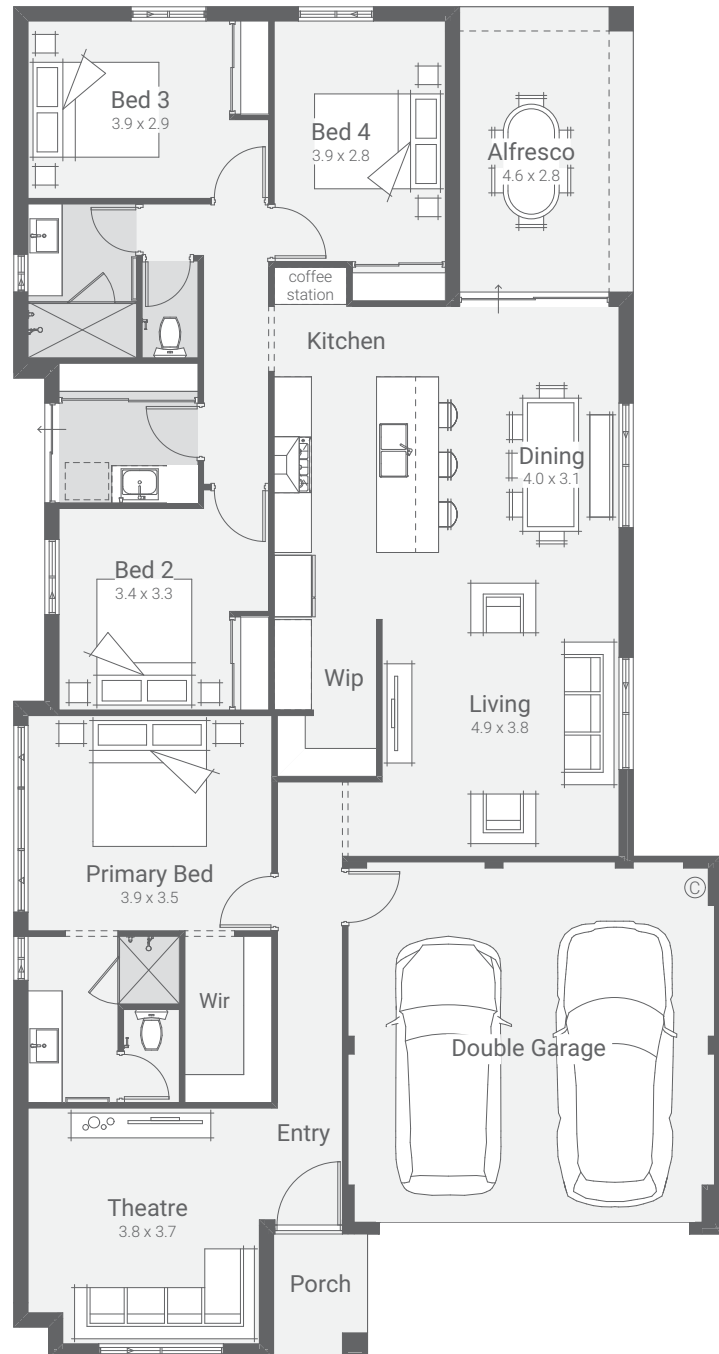 Bed 3
3.9 x 2.9
Bed 4
3.9 x 2.8
Alfresco
4.6 x 2.8
coffee
station
Kitchen
Dining
4.0 x 3.1
Bed 2
3.4 x 3.3
Wip
Living
4.9 x 3.8
Primary Bed
3.9 x 3.5
C
Wir
Double Garage
Entry
Theatre
3.8 x 3.7
Porch